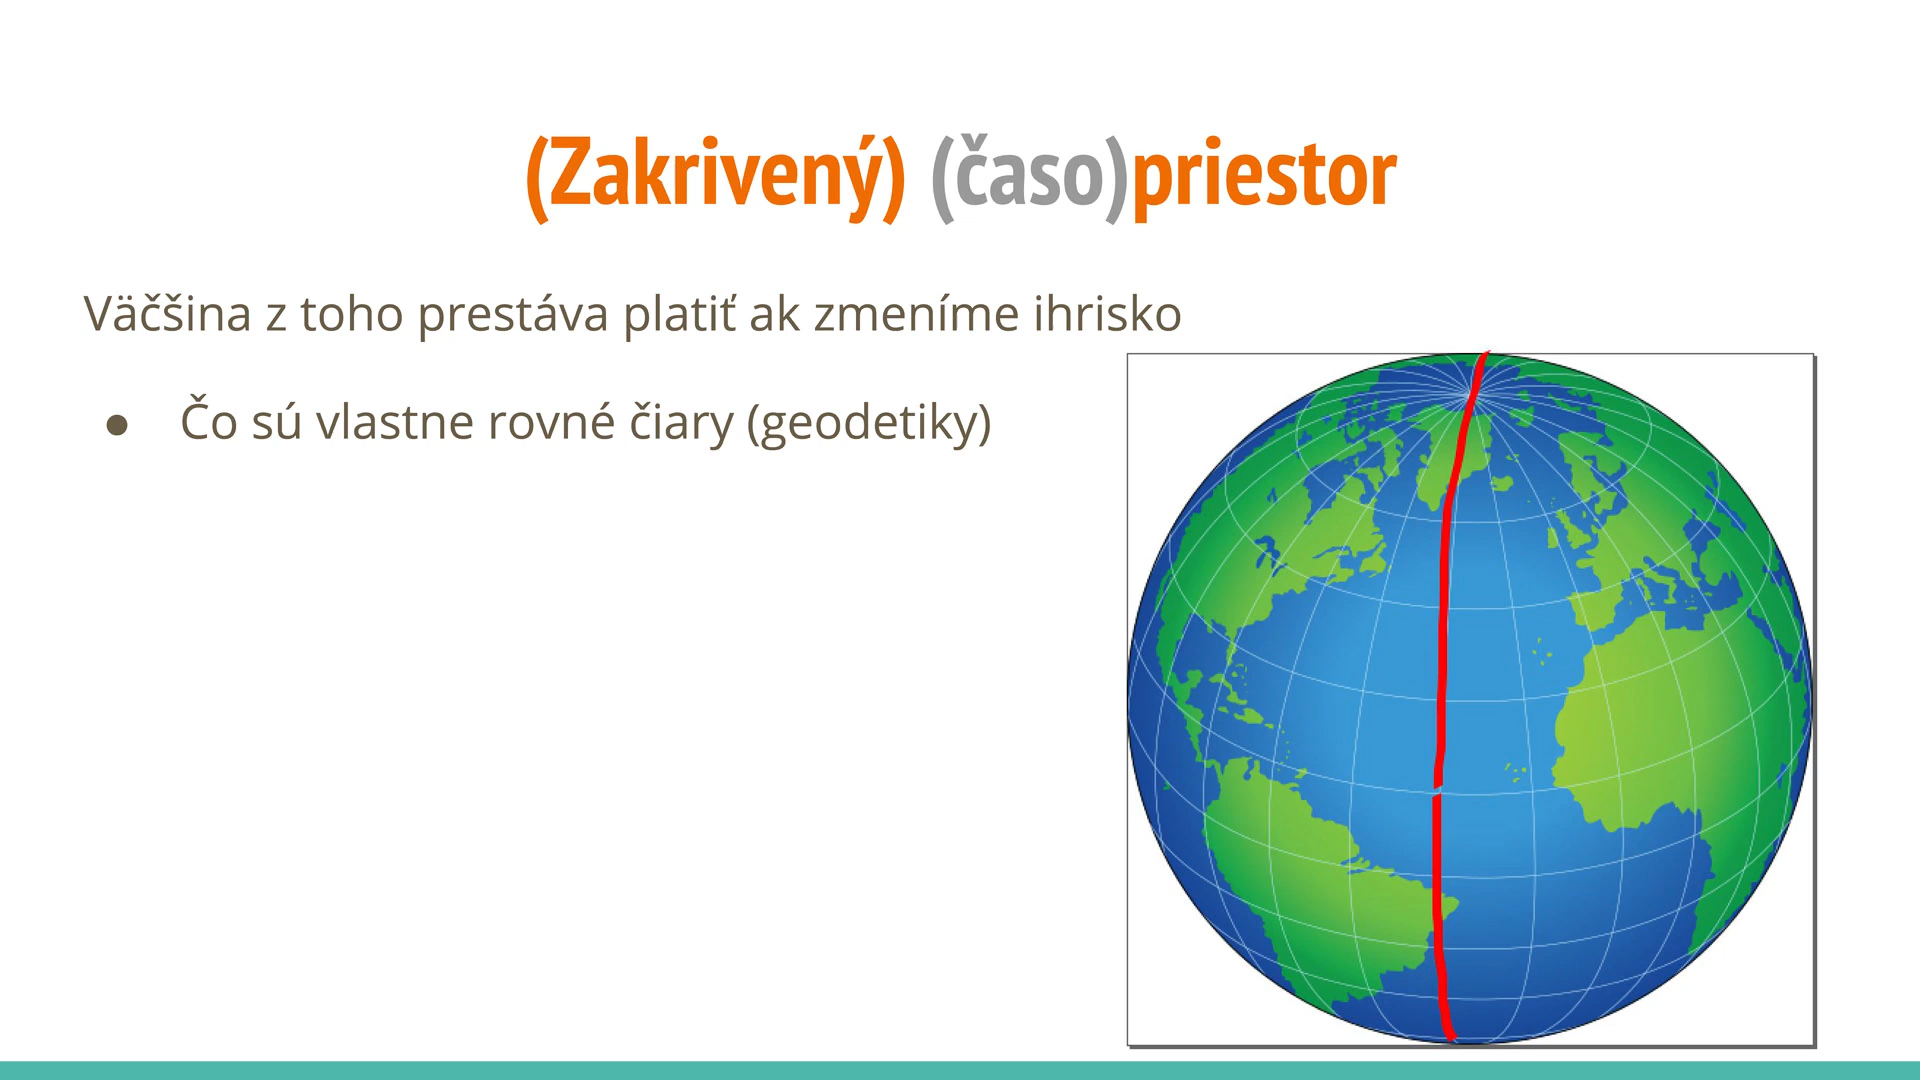 (Zakrivený) (časo)priestor
Väčšina z toho prestáva platiť ak zmeníme ihrisko
● Čo sú vlastne rovné čiary (geodetiky)